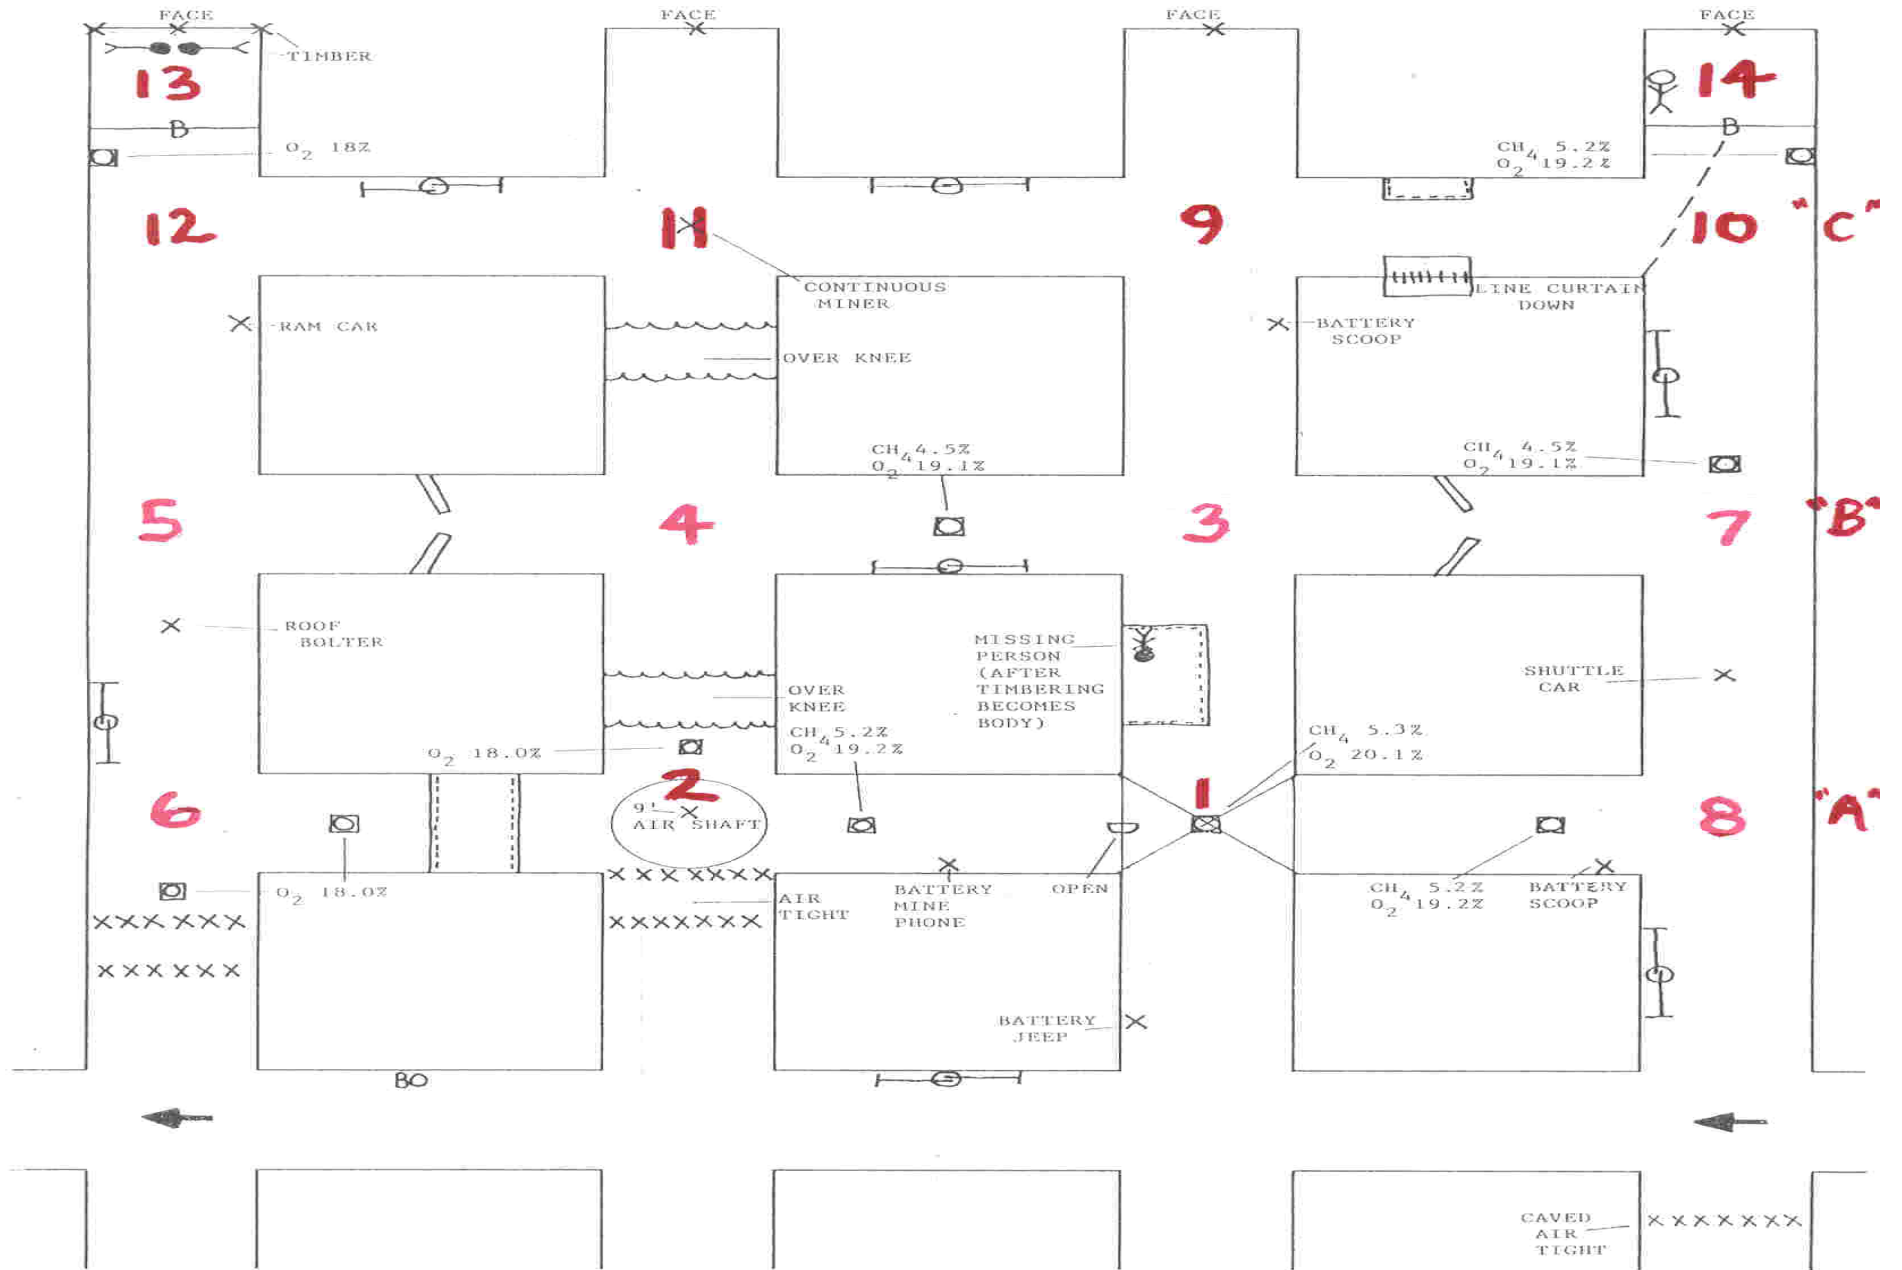 FACE
FACE
FACE
FACE
TIMBER
13
14
B
B
O2 18%
CH4 5.2%
O2 19.2%
12
11
9
10
"C"
CONTINUOUS
MINER
LINE CURTAIN
DOWN
RAM CAR
BATTERY
SCOOP
OVER KNEE
CH4 4.5%
O2 19.1%
CH4 4.5%
O2 19.1%
5
4
3
7
"B"
ROOF
BOLTER
MISSING
PERSON
(AFTER
TIMBERING
BECOMES
BODY)
SHUTTLE
CAR
OVER
KNEE
CH4 5.2%
O2 19.2%
O2 18.0%
CH4 5.3%
O2 20.1%
6
2
9'
AIR SHAFT
1
8
"A"
O2 18.0%
AIR
TIGHT
BATTERY
MINE
PHONE
OPEN
CH4 5.2%
O2 19.2%
BATTERY
SCOOP
BATTERY
JEEP
BO
CAVED
AIR
TIGHT